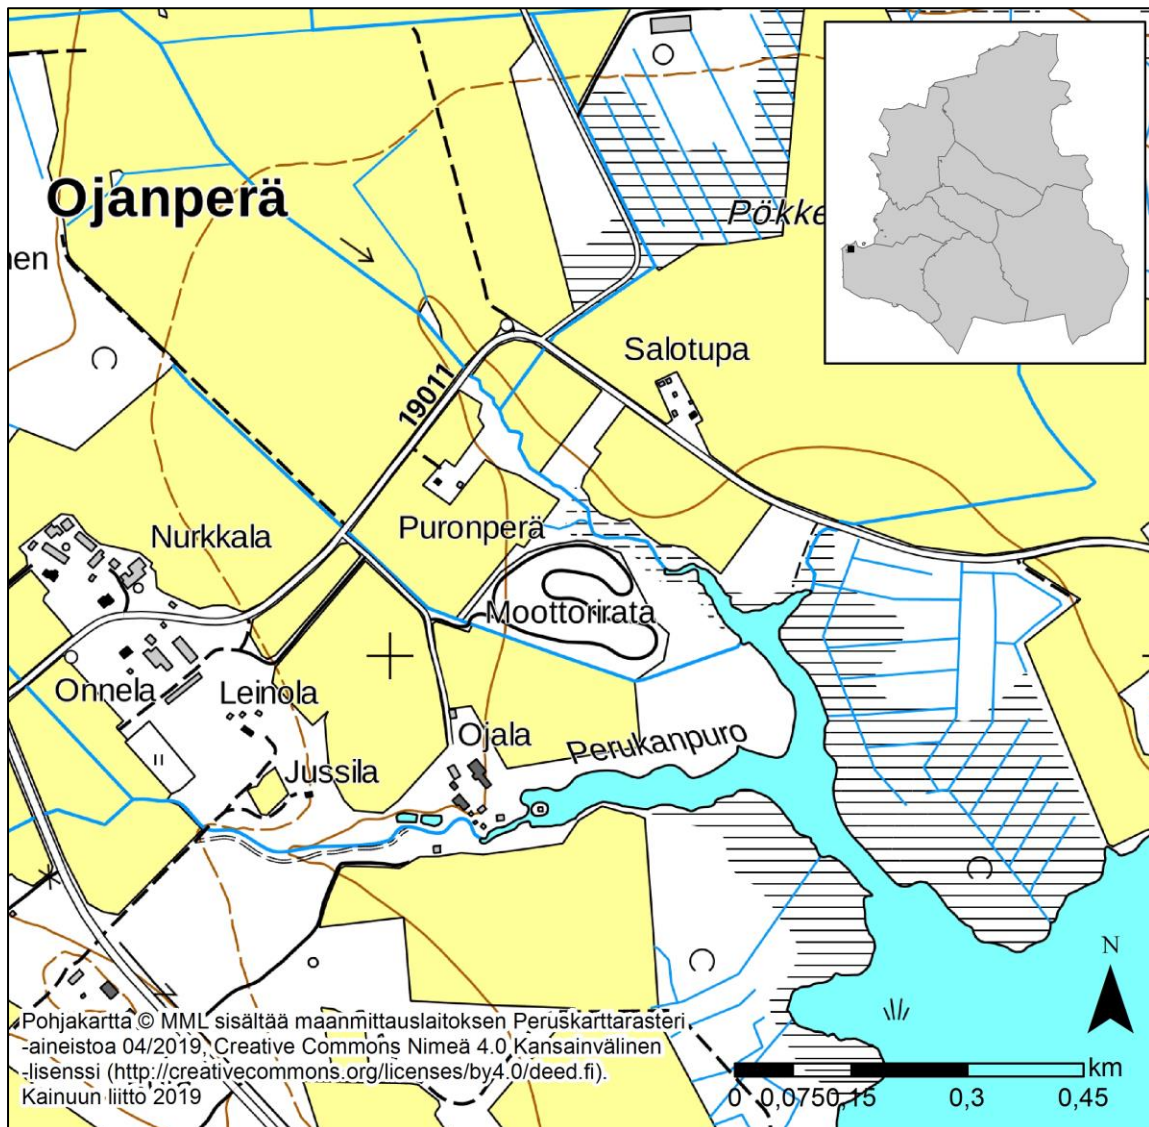 Ojanperä
Pökke
nen
Salotupa
19011
Nurkkala
Puronperä
Moottorirata
Onnela
Leinola
Ojala
Perukanpuro
Jussila
N
Pohjakartta © MML sisältää maanmittauslaitoksen Peruskarttarasteri
-aineistoa 04/2019, Creative Commons Nimeä 4.0 Kansainvälinen
-lisenssi (http://creativecommons.org/licenses/by4.0/deed.fi).
Kainuun liitto 2019
km
0 0,075 0,15 0,3 0,45